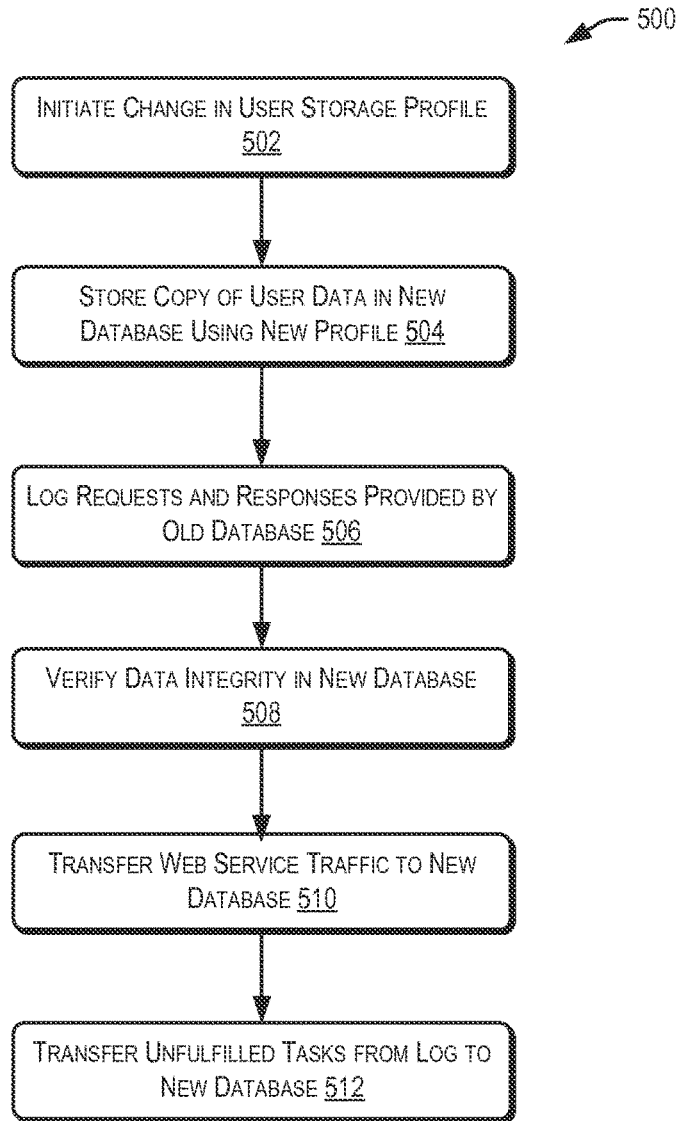 500
INITIATE CHANGE IN USER STORAGE PROFILE
502
STORE COPY OF USER DATA IN NEW
DATABASE USING NEW PROFILE 504
LOG REQUESTS AND RESPONSES PROVIDED BY
OLD DATABASE 506
VERIFY DATA INTEGRITY IN NEW DATABASE
508
TRANSFER WEB SERVICE TRAFFIC TO NEW
DATABASE 510
TRANSFER UNFULFILLED TASKS FROM LOG TO
NEW DATABASE 512